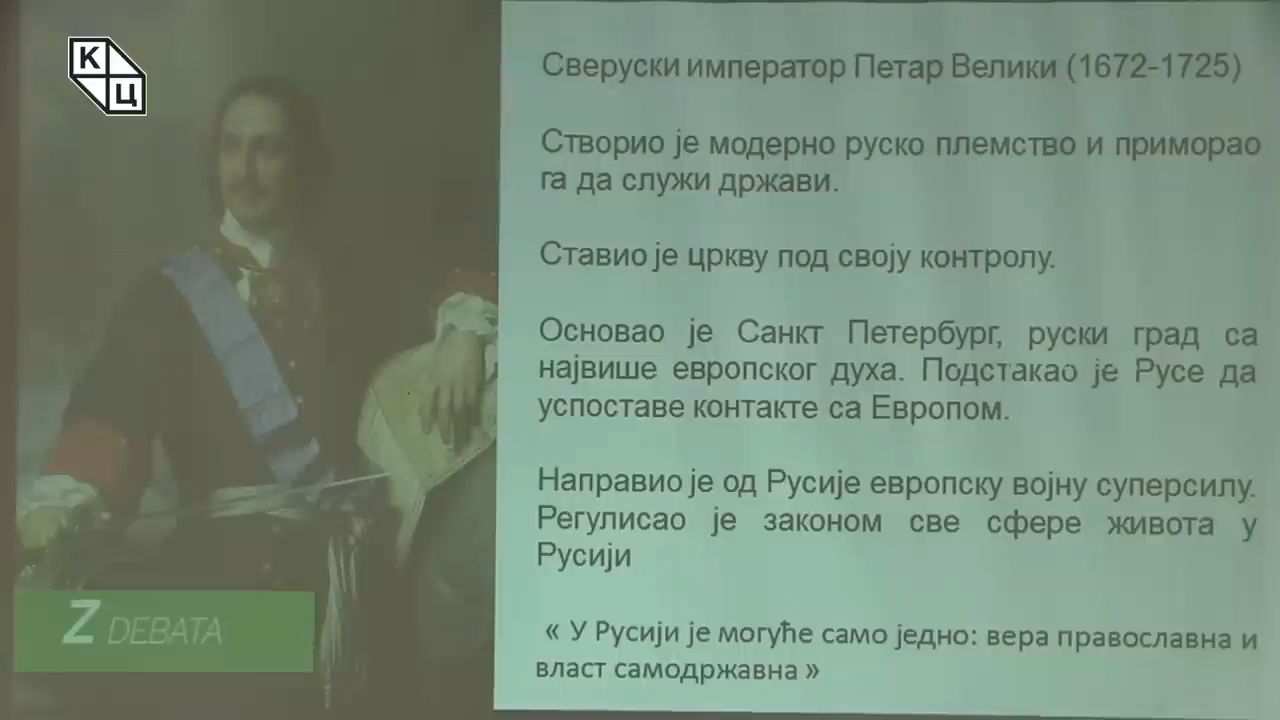 К
Ц
Сверуски император Петар Велики (1672-1725)
Створио је модерно руско племство и приморао
га да служи држави.
Ставио је цркву под своју контролу.
Основао је Санкт Петербург, руски град са
највише европског духа. Подстакао је Русе да
успоставе контакте са Европом.
Направио је од Русије европску војну суперсилу.
Регулисао је законом све сфере живота у
Русији
« У Русији је могуће само једно: вера православна и
власт самодржавна »
Z DEBATA